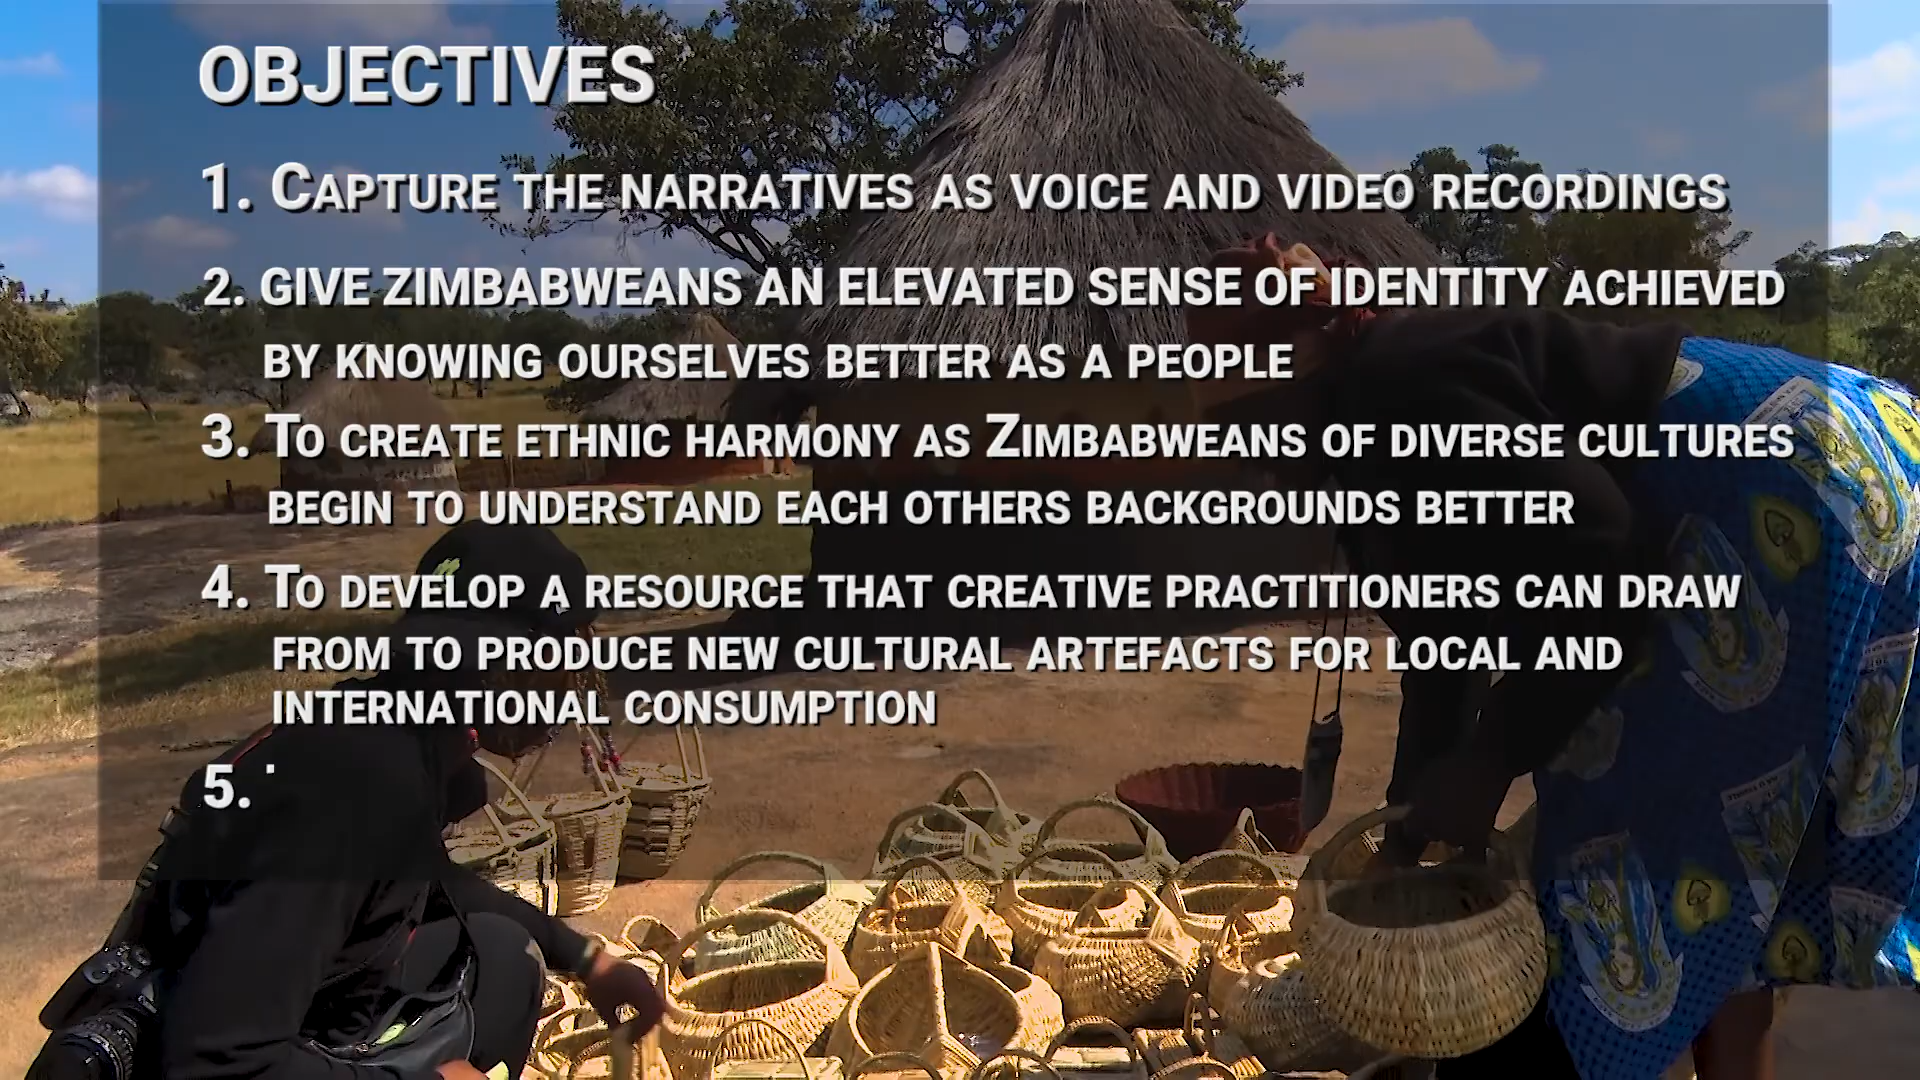 OBJECTIVES
1. CAPTURE THE NARRATIVES AS VOICE AND VIDEO RECORDINGS
2. GIVE ZIMBABWEANS AN ELEVATED SENSE OF IDENTITY ACHIEVED
BY KNOWING OURSELVES BETTER AS A PEOPLE
3. TO CREATE ETHNIC HARMONY AS ZIMBABWEANS OF DIVERSE CULTURES
BEGIN TO UNDERSTAND EACH OTHERS BACKGROUNDS BETTER
4. TO DEVELOP A RESOURCE THAT CREATIVE PRACTITIONERS CAN DRAW
FROM TO PRODUCE NEW CULTURAL ARTEFACTS FOR LOCAL AND
INTERNATIONAL CONSUMPTION
5.